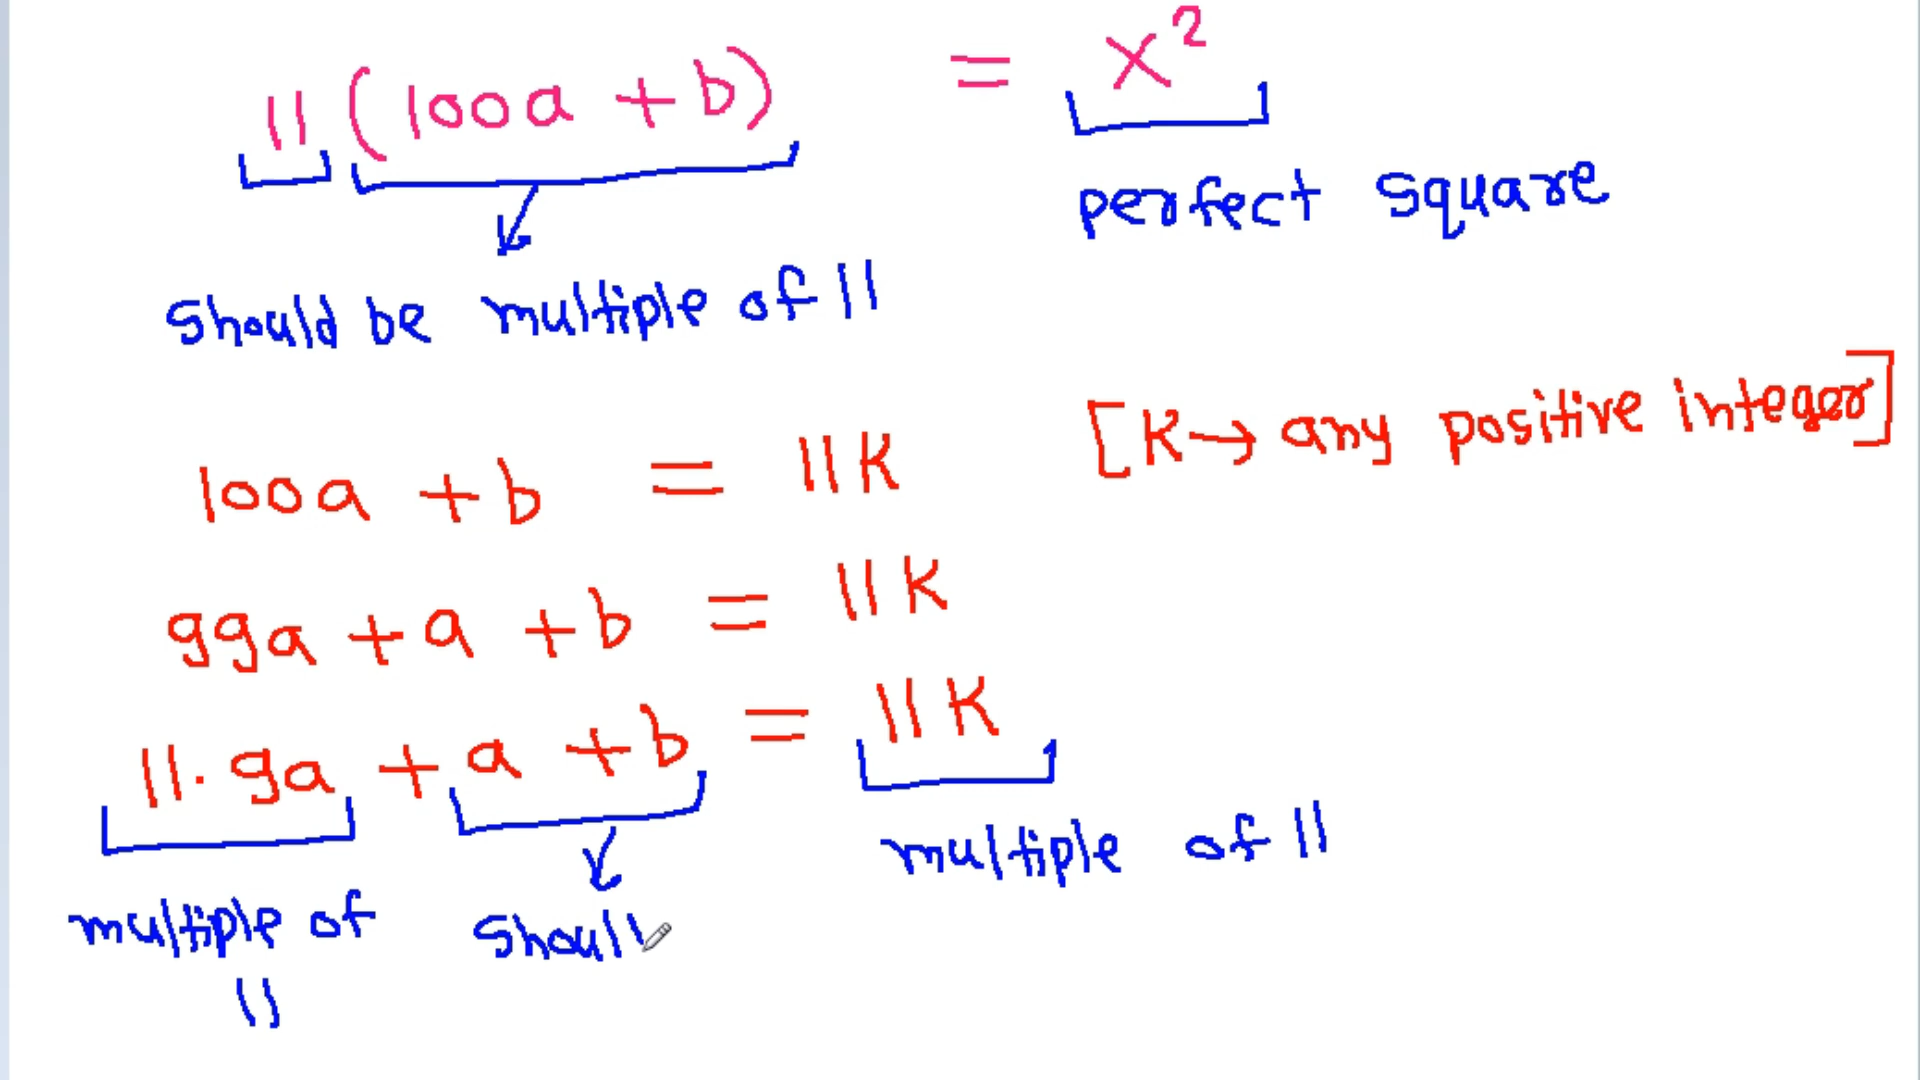 11 (100a + b) = x²
perfect square
should be multiple of 11
[K → any positive integer]
100a + b = 11K
99a + a + b = 11K
11.9a + a + b = 11K
multiple of 11
multiple of
11